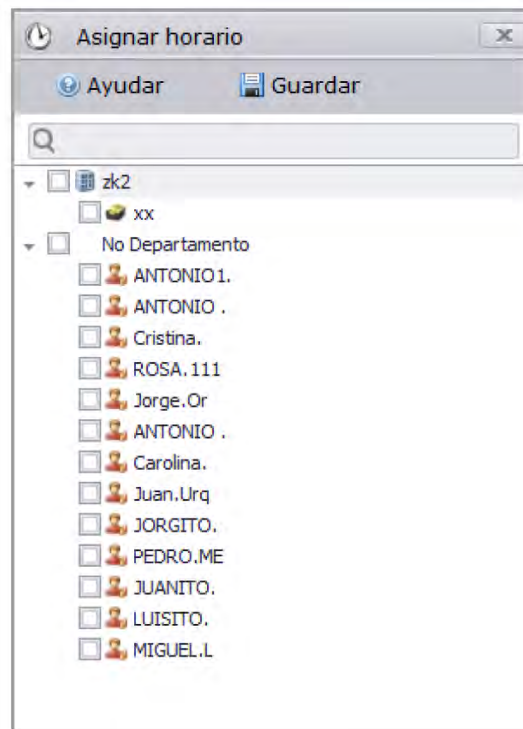 Asignar horario
Ayudar Guardar
zk2
xx
No Departamento
ANTONIO1.
ANTONIO .
Cristina.
ROSA.111
Jorge.Or
ANTONIO .
Carolina.
Juan.Urq
JORGITO.
PEDRO.ME
JUANITO.
LUISITO.
MIGUEL.L